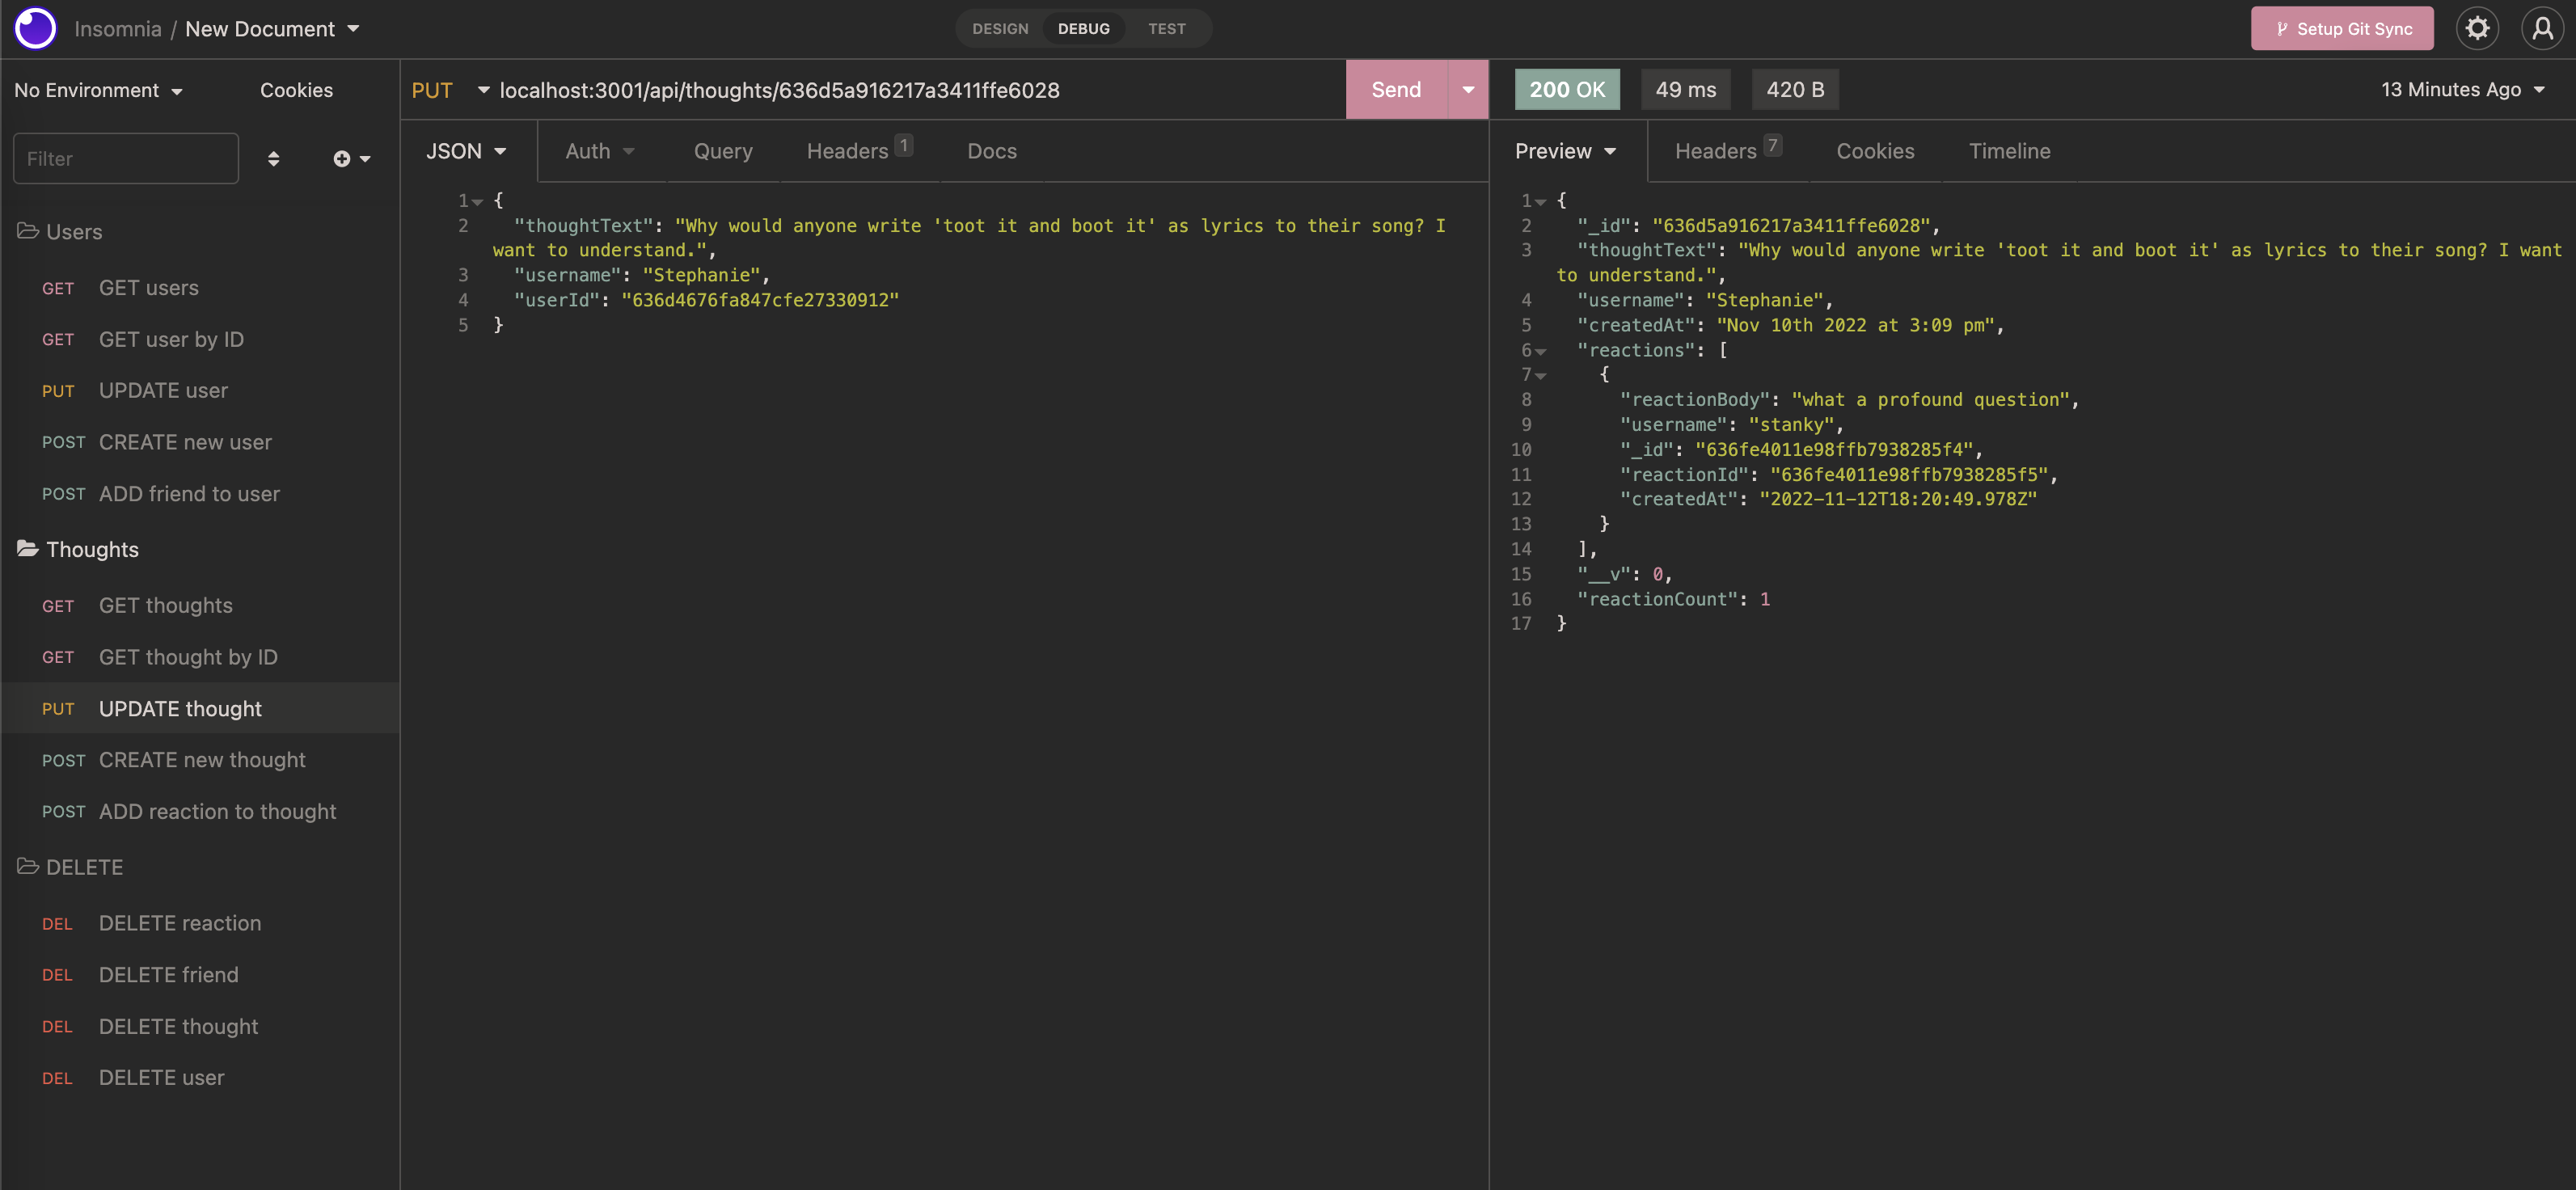 Insomnia / New Document
DESIGN DEBUG TEST
Setup Git Sync
No Environment Cookies
Filter
Users
GET GET users
GET GET user by ID
PUT UPDATE user
POST CREATE new user
POST ADD friend to user
Thoughts
GET GET thoughts
GET GET thought by ID
PUT UPDATE thought
POST CREATE new thought
POST ADD reaction to thought
DELETE
DEL DELETE reaction
DEL DELETE friend
DEL DELETE thought
DEL DELETE user
PUT localhost:3001/api/thoughts/636d5a916217a3411ffe6028 Send
JSON Auth Query Headers 1 Docs
1 {
2 "thoughtText": "Why would anyone write 'toot it and boot it' as lyrics to their song? I
want to understand.",
3 "username": "Stephanie",
4 "userId": "636d4676fa847cfe27330912"
5 }
200 OK 49 ms 420 B 13 Minutes Ago
Preview Headers 7 Cookies Timeline
1 {
2 "_id": "636d5a916217a3411ffe6028",
3 "thoughtText": "Why would anyone write 'toot it and boot it' as lyrics to their song? I want
to understand.",
4 "username": "Stephanie",
5 "createdAt": "Nov 10th 2022 at 3:09 pm",
6 "reactions": [
7 {
8 "reactionBody": "what a profound question",
9 "username": "stanky",
10 "_id": "636fe4011e98ffb7938285f4",
11 "reactionId": "636fe4011e98ffb7938285f5",
12 "createdAt": "2022-11-12T18:20:49.978Z"
13 }
14 ],
15 "__v": 0,
16 "reactionCount": 1
17 }